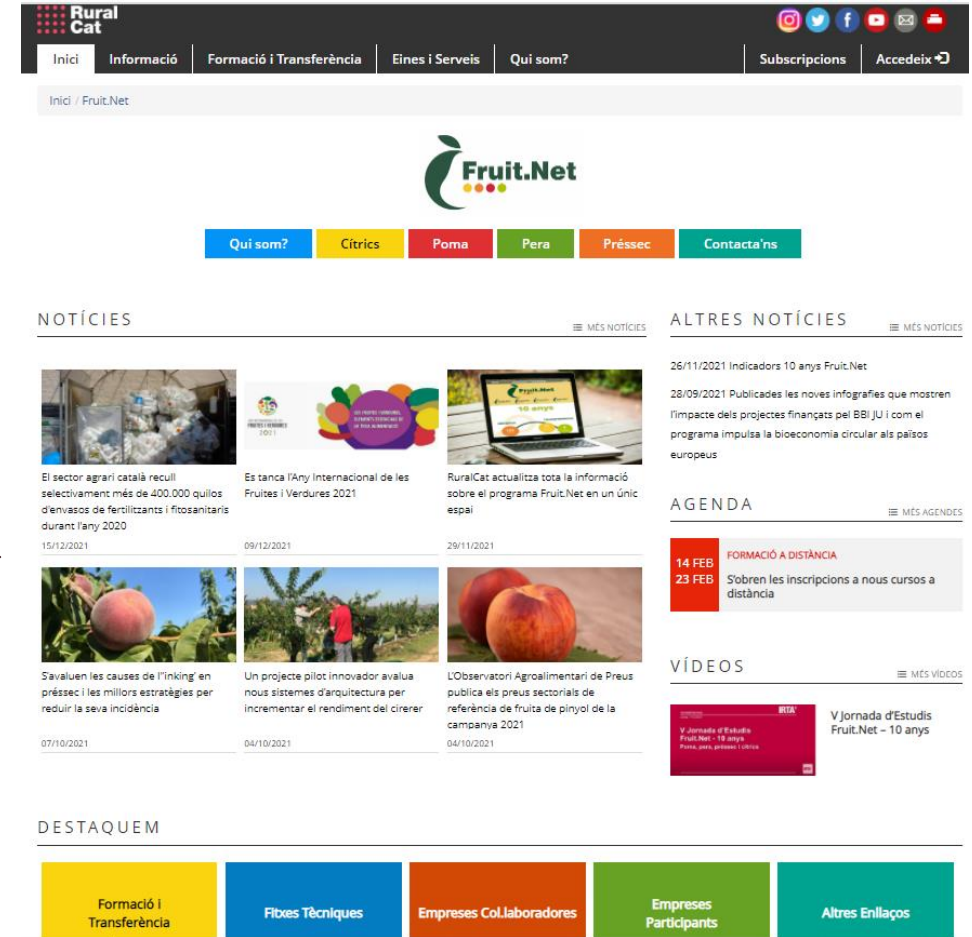 Rural
Cat
Inici
Informació
Formació i Transferència
Eines i Serveis
Qui som?
Subscripcions
Accedeix
Inici / Fruit.Net
Fruit.Net
Qui som?
Cítrics
Poma
Pera
Préssec
Contacta'ns
NOTÍCIES
MÉS NOTÍCIES
Fruit.Net
10 anys
El sector agrari català recull
selectivament més de 400.000 quilos
d'envasos de fertilitzants i fitosanitaris
durant l'any 2020
15/12/2021
Es tanca l'Any Internacional de les
Fruites i Verdures 2021
09/12/2021
RuralCat actualitza tota la informació
sobre el programa Fruit.Net en un únic
espai
29/11/2021
S'avaluen les causes de l''inking' en
préssec i les millors estratègies per
reduir la seva incidència
07/10/2021
Un projecte pilot innovador avalua
nous sistemes d'arquitectura per
incrementar el rendiment del cirerer
04/10/2021
L'Observatori Agroalimentari de Preus
publica els preus sectorials de
referència de fruita de pinyol de la
campanya 2021
04/10/2021
ALTRES NOTÍCIES
MÉS NOTÍCIES
26/11/2021 Indicadors 10 anys Fruit.Net
28/09/2021 Publicades les noves infografies que mostren
l'impacte dels projectes finançats pel BBI JU i com el
programa impulsa la bioeconomia circular als països
europeus
AGENDA
MÉS AGENDES
14 FEB
23 FEB
FORMACIÓ A DISTÀNCIA
S'obren les inscripcions a nous cursos a
distància
VÍDEOS
MÉS VÍDEOS
IRTA
V Jornada d'Estudis
Fruit.Net - 10 anys
Poma, pera, préssec i cítrics
V Jornada d'Estudis
Fruit.Net – 10 anys
DESTAQUEM
Formació i
Transferència
Fitxes Tècniques
Empreses Col.laboradores
Empreses
Participants
Altres Enllaços